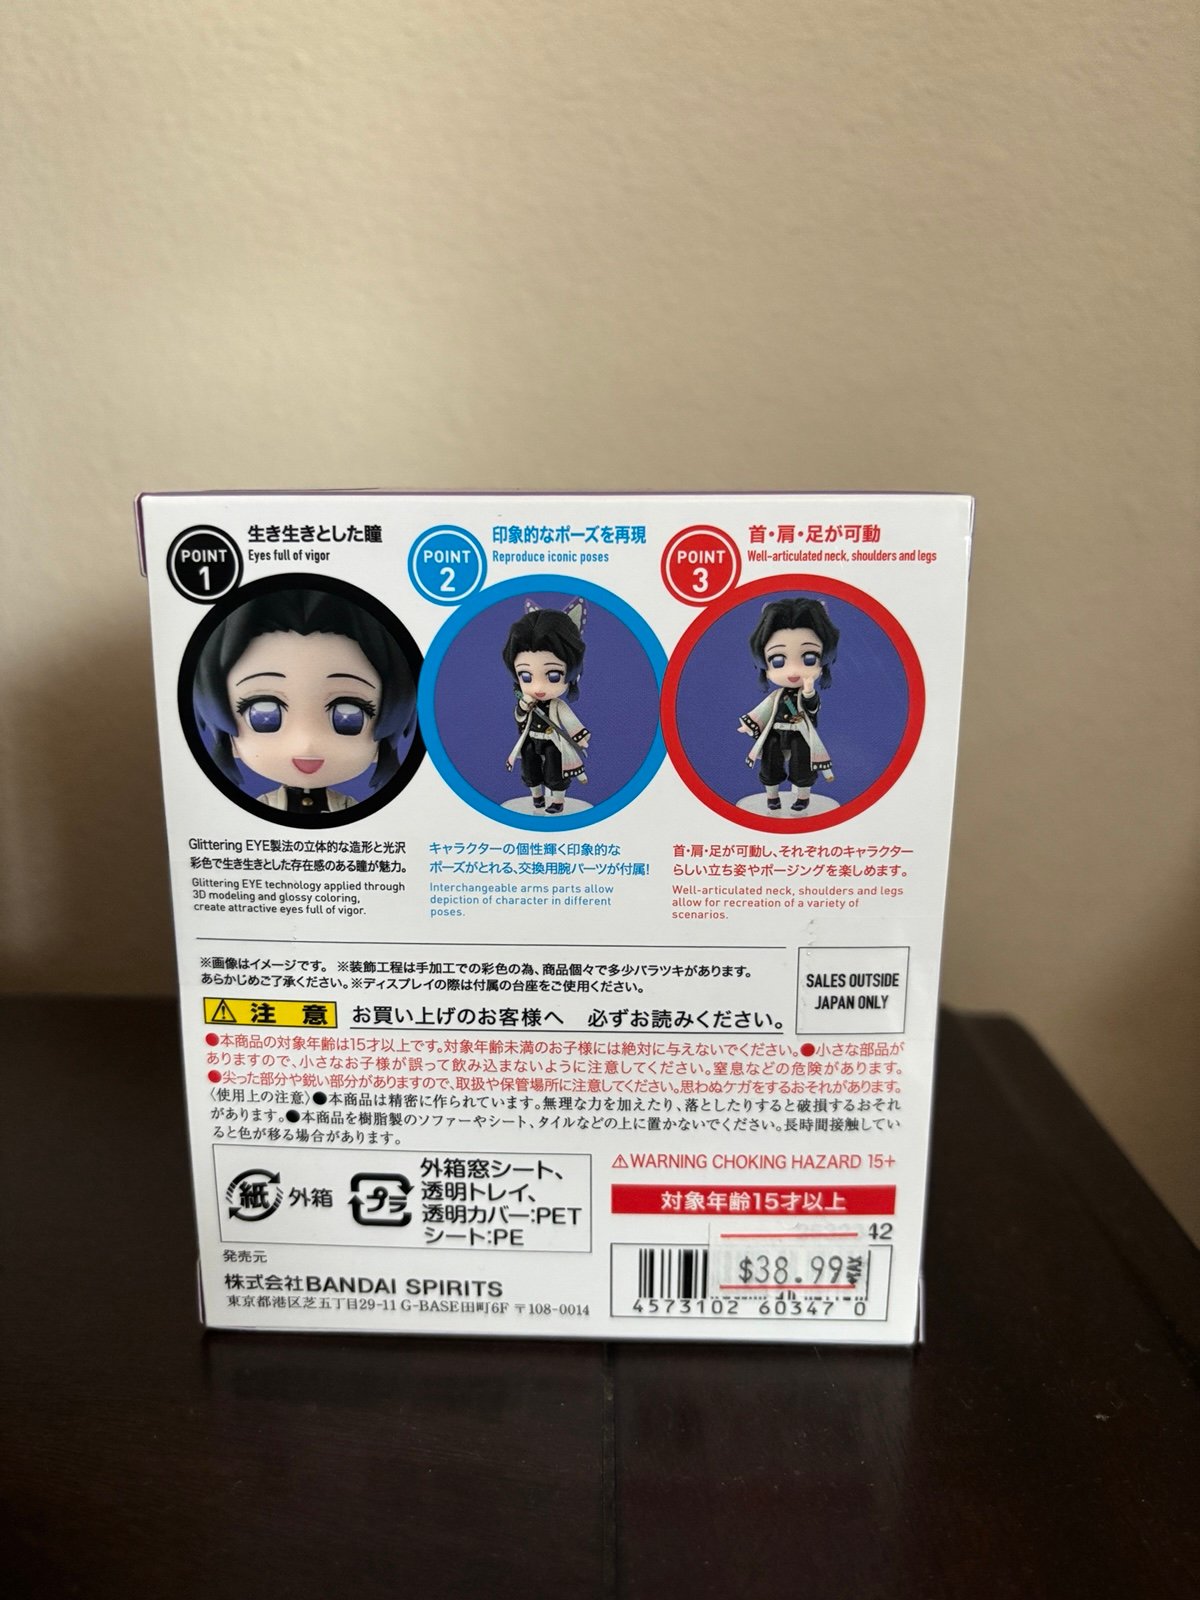 POINT 1
生き生きとした瞳
Eyes full of vigor
Glittering EYE製法の立体的な造形と光沢
彩色で生き生きとした存在感のある瞳が魅力。
Glittering EYE technology applied through
3D modeling and glossy coloring,
create attractive eyes full of vigor.
POINT 2
印象的なポーズを再現
Reproduce iconic poses
キャラクターの個性輝く印象的な
ポーズがとれる、交換用腕パーツが付属!
Interchangeable arms parts allow
depiction of character in different
poses.
POINT 3
首・肩・足が可動
Well-articulated neck, shoulders and legs
首・肩・足が可動し、それぞれのキャラクター
らしい立ち姿やポージングを楽しめます。
Well-articulated neck, shoulders and legs
allow for recreation of a variety of
scenarios.
※画像はイメージです。 ※装飾工程は手加工での彩色の為、商品個々で多少バラツキがあります。
あらかじめご了承ください。※ディスプレイの際は付属の台座をご使用ください。
SALES OUTSIDE
JAPAN ONLY
注 意 お買い上げのお客様へ 必ずお読みください。
●本商品の対象年齢は15才以上です。対象年齢未満のお子様には絶対に与えないでください。●小さな部品が
ありますので、小さなお子様が誤って飲み込まないように注意してください。窒息などの危険があります。
●尖った部分や鋭い部分がありますので、取扱や保管場所に注意してください。思わぬケガをするおそれがあります。
〈使用上の注意〉●本商品は精密に作られています。無理な力を加えたり、落としたりすると破損するおそれ
があります。●本商品を樹脂製のソファーやシート、タイルなどの上に置かないでください。長時間接触してい
ると色が移る場合があります。
紙 外箱
プラ
外箱窓シート、
透明トレイ、
透明カバー:PET
シート:PE
⚠WARNING CHOKING HAZARD 15+
対象年齢15才以上
42
$38.99+TAX
4573102 60347 0
発売元
株式会社BANDAI SPIRITS
東京都港区芝五丁目29-11 G-BASE田町6F 〒108-0014